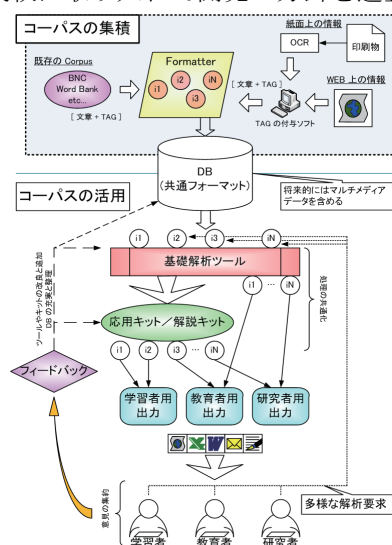 コーパスの集積
紙面上の情報
OCR
印刷物
既存の Corpus
BNC
Word Bank
etc...
[ 文章 + TAG ]
Formatter
i1
i2
iN
i3
[ 文章 + TAG ]
WEB 上の情報
TAG の付与ソフト
DB
(共通フォーマット)
将来的にはマルチメディア
データを含める
コーパスの活用
i1
i2
i3
iN
基礎解析ツール
i1
iN
処理の共通化
応用キット／解説キット
i1
i2
i3
iN
ツールやキットの改良と追加
DB の充実と整理
フィードバック
学習者用
出力
教育者用
出力
研究者用
出力
意見の集約
多様な解析要求
学習者
教育者
研究者